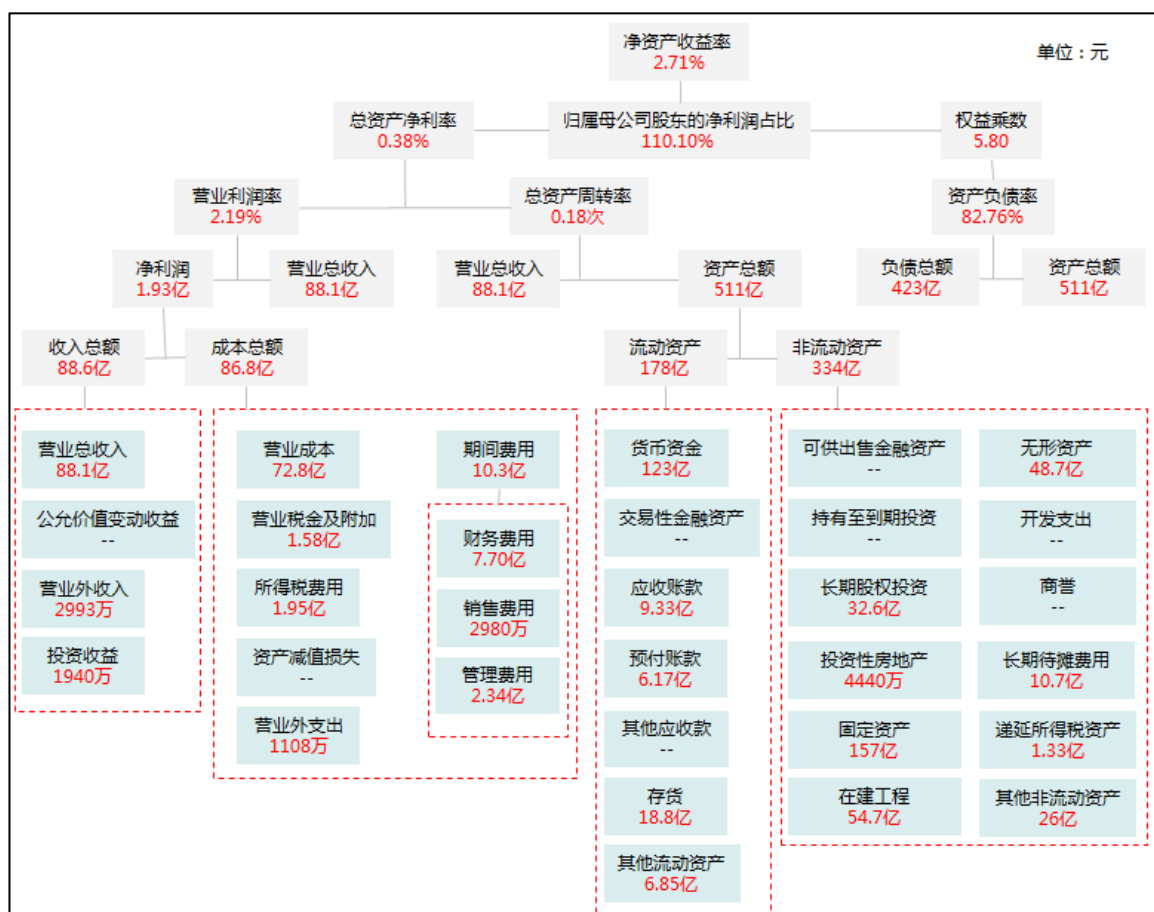 净资产收益率
2.71%
单位：元
总资产净利率
0.38%
归属母公司股东的净利润占比
110.10%
权益乘数
5.80
营业利润率
2.19%
总资产周转率
0.18次
资产负债率
82.76%
净利润
1.93亿
营业总收入
88.1亿
营业总收入
88.1亿
资产总额
511亿
负债总额
423亿
资产总额
511亿
收入总额
88.6亿
成本总额
86.8亿
流动资产
178亿
非流动资产
334亿
营业总收入
88.1亿
公允价值变动收益
--
营业外收入
2993万
投资收益
1940万
营业成本
72.8亿
营业税金及附加
1.58亿
所得税费用
1.95亿
资产减值损失
--
营业外支出
1108万
期间费用
10.3亿
财务费用
7.70亿
销售费用
2980万
管理费用
2.34亿
货币资金
123亿
交易性金融资产
--
应收账款
9.33亿
预付账款
6.17亿
其他应收款
--
存货
18.8亿
其他流动资产
6.85亿
可供出售金融资产
--
持有至到期投资
--
长期股权投资
32.6亿
投资性房地产
4440万
固定资产
157亿
在建工程
54.7亿
无形资产
48.7亿
开发支出
--
商誉
--
长期待摊费用
10.7亿
递延所得税资产
1.33亿
其他非流动资产
26亿